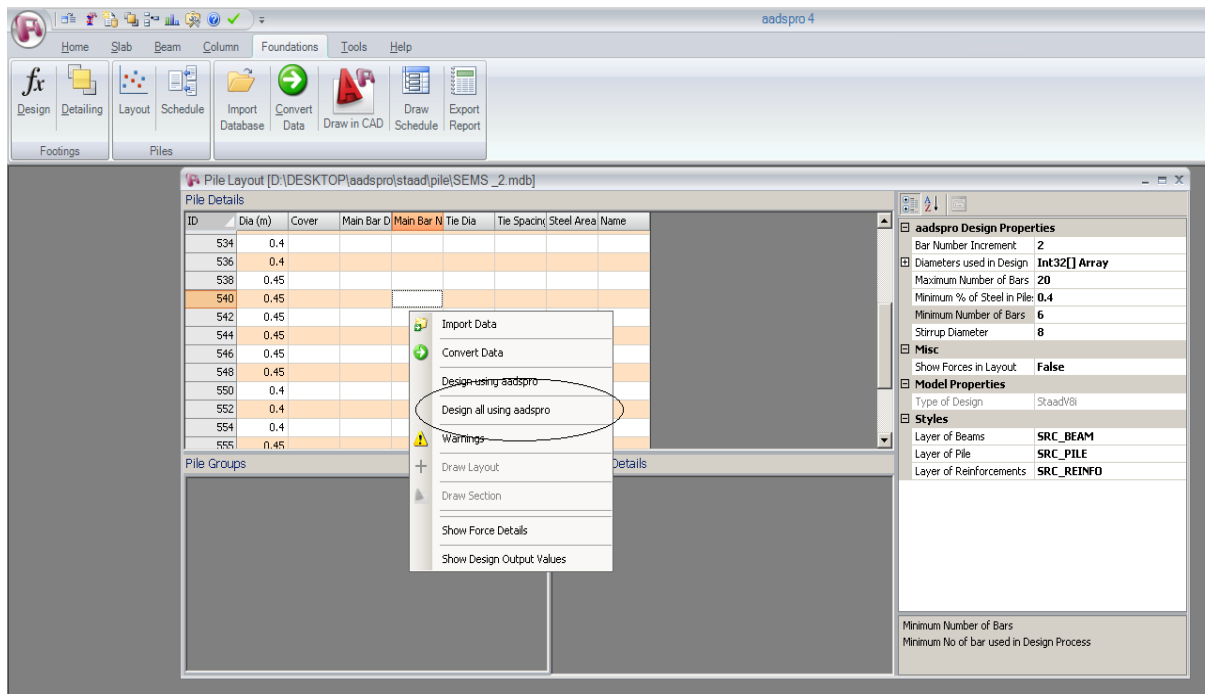 aadspro 4
Home Slab Beam Column Foundations Tools Help
Design Detailing Layout Schedule Import Database Convert Data Draw in CAD Draw Schedule Export Report
Footings Piles
Pile Layout [D:\DESKTOP\aadspro\staad\pile\SEMS _2.mdb]
Pile Details
ID Dia (m) Cover Main Bar D Main Bar N Tie Dia Tie Spacing Steel Area Name
534 0.4
536 0.4
538 0.45
540 0.45
542 0.45
544 0.45
546 0.45
548 0.45
550 0.4
552 0.4
554 0.4
555 0.45
Import Data
Convert Data
Design using aadspro
Design all using aadspro
Warnings
Draw Layout
Draw Section
Show Force Details
Show Design Output Values
Pile Groups
Details
aadspro Design Properties
Bar Number Increment 2
Diameters used in Design Int32[] Array
Maximum Number of Bars 20
Minimum % of Steel in Pile: 0.4
Minimum Number of Bars 6
Stirrup Diameter 8
Misc
Show Forces in Layout False
Model Properties
Type of Design StaadV8i
Styles
Layer of Beams SRC_BEAM
Layer of Pile SRC_PILE
Layer of Reinforcements SRC_REINFO
Minimum Number of Bars
Minimum No of bar used in Design Process